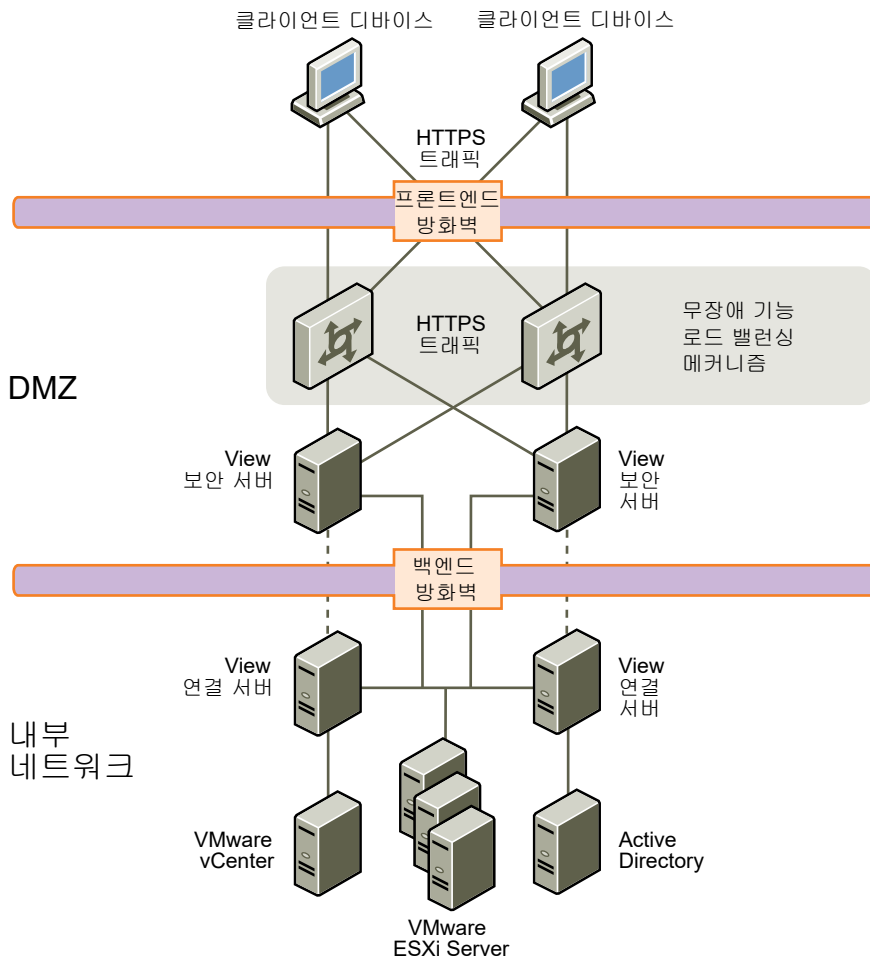 클라이언트 디바이스
클라이언트 디바이스
HTTPS
트래픽
프론트엔드
방화벽
HTTPS
트래픽
무장애 기능
로드 밸런싱
메커니즘
DMZ
View
보안 서버
View
보안
서버
백엔드
방화벽
View
연결 서버
View
연결
서버
내부
네트워크
VMware
vCenter
Active
Directory
VMware
ESXi Server